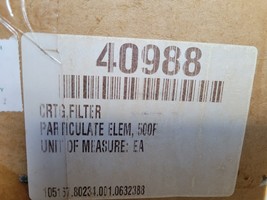 40988
CRTG,FILTER
PARTICULATE ELEM, 500F
UNIT OF MEASURE: EA